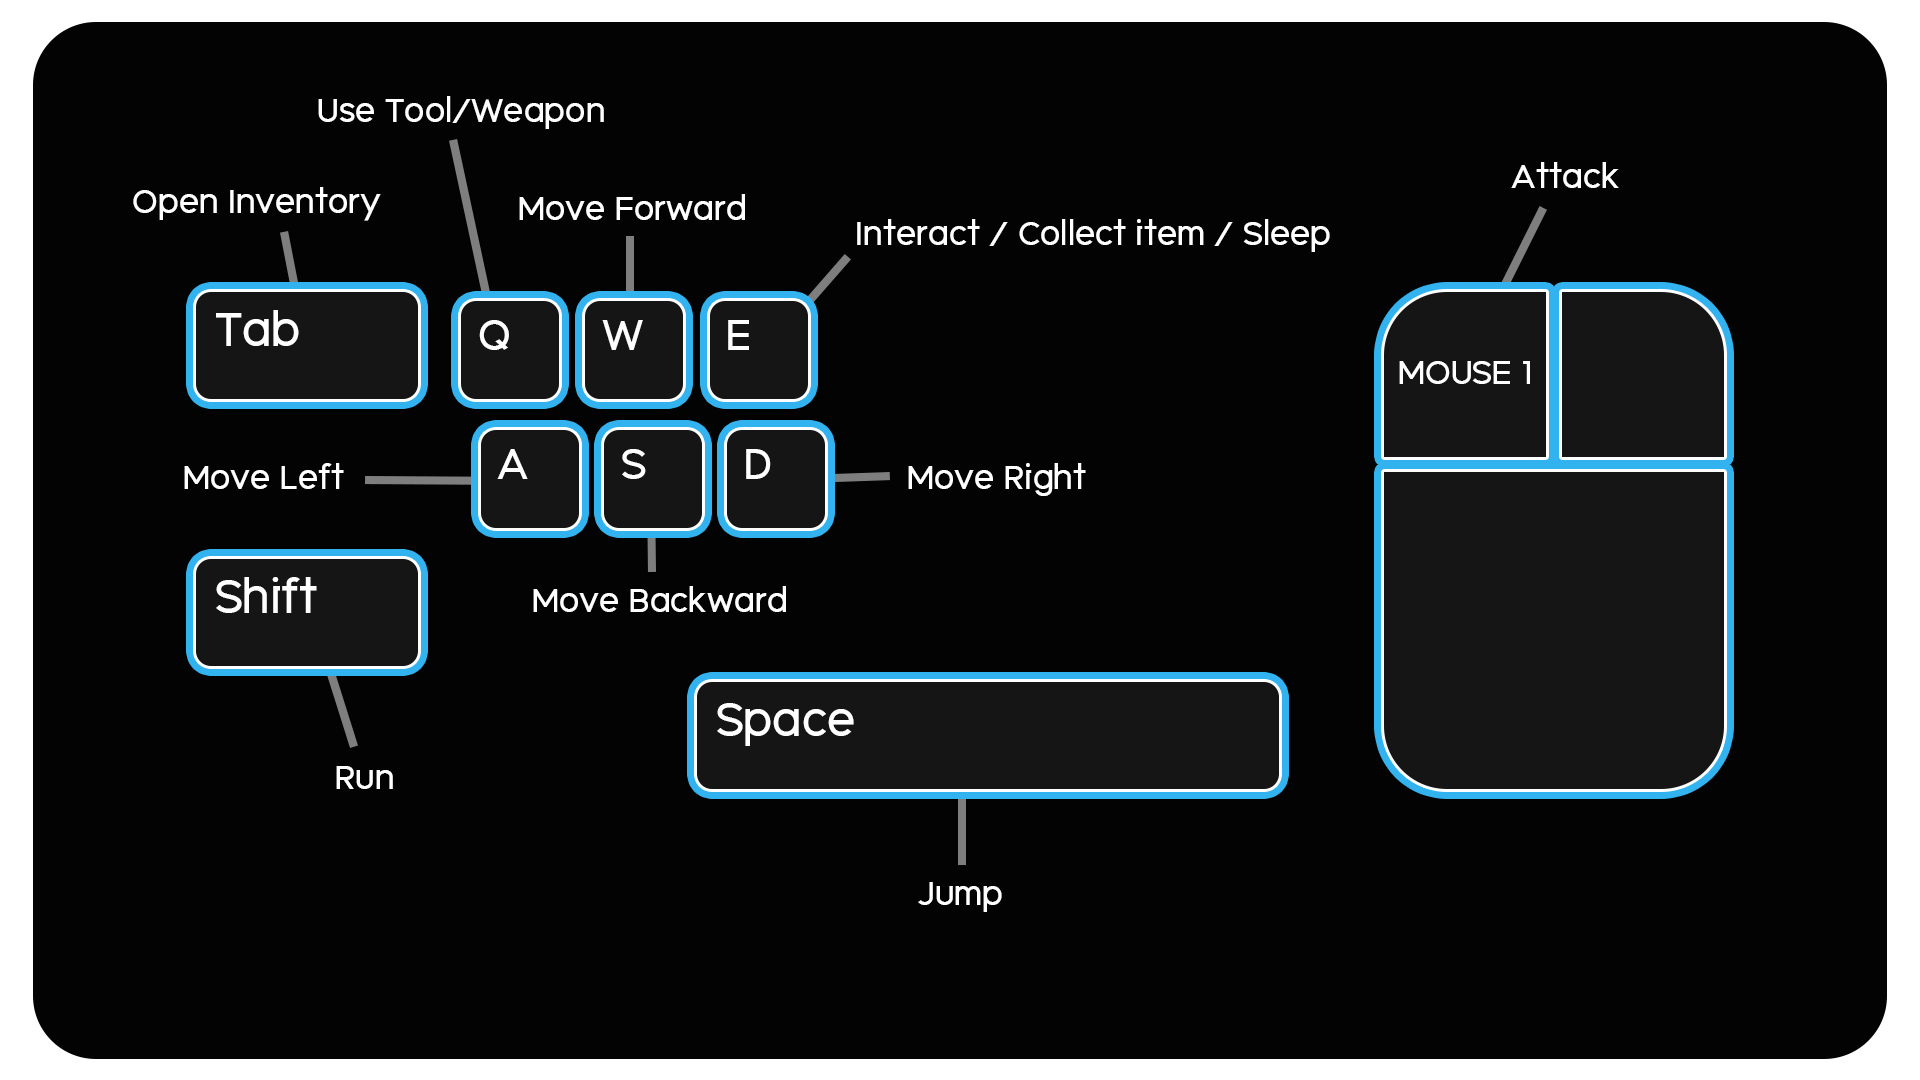 Use Tool/Weapon
Open Inventory
Move Forward
Interact / Collect item / Sleep
Attack
Tab
Q
W
E
MOUSE 1
Move Left
A
S
D
Move Right
Shift
Move Backward
Space
Run
Jump